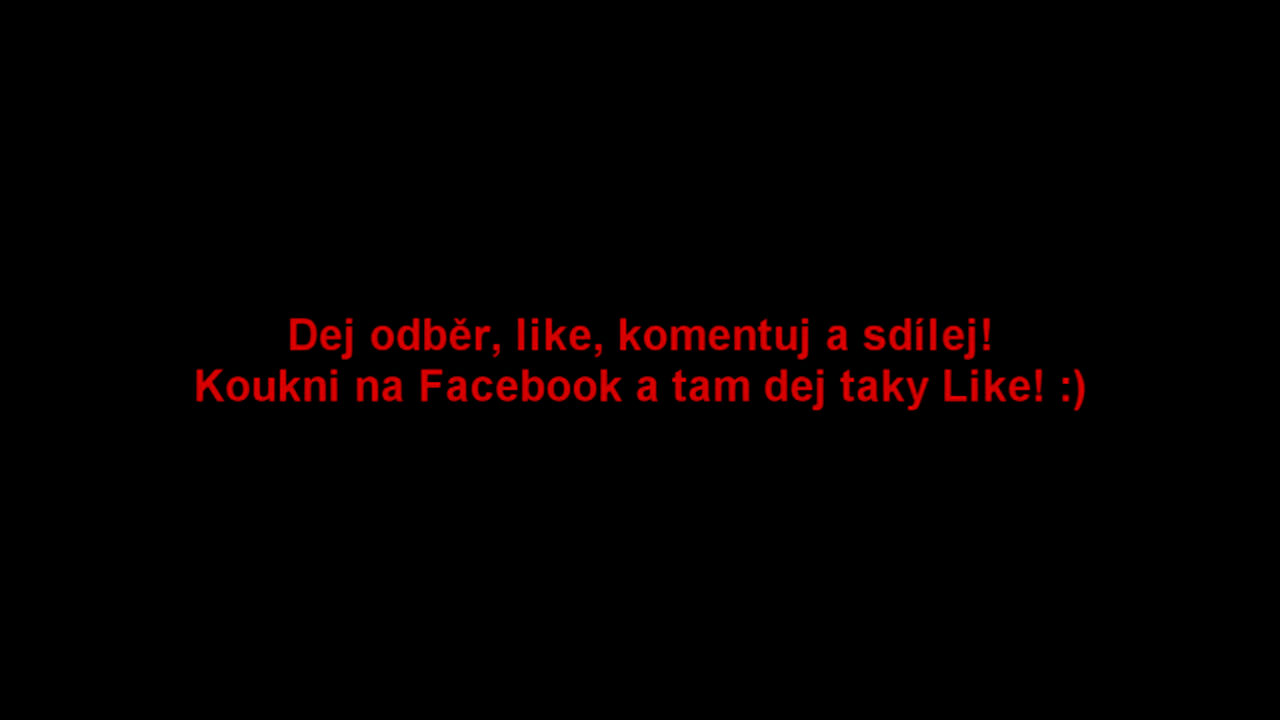 Dej odběr, like, komentuj a sdílej!
Koukni na Facebook a tam dej taky Like! :)